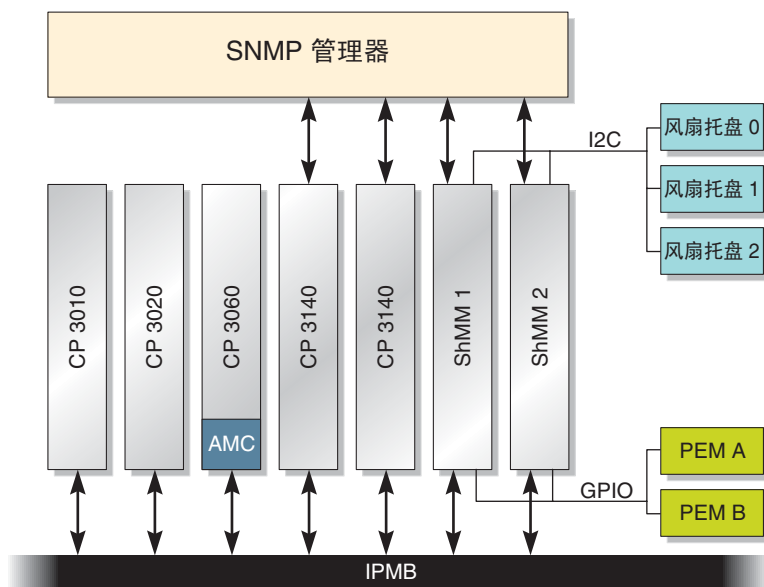 SNMP 管理器
I2C
风扇托盘 0
风扇托盘 1
风扇托盘 2
CP 3010
CP 3020
CP 3060
AMC
CP 3140
CP 3140
ShMM 1
ShMM 2
GPIO
PEM A
PEM B
IPMB